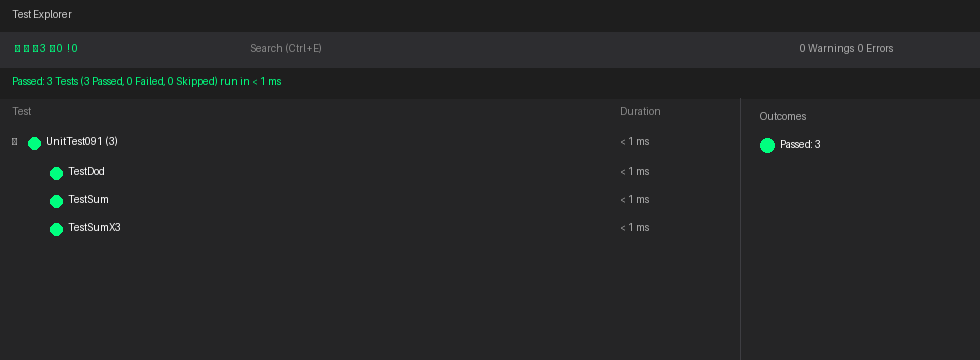 Test Explorer
3 0 ! 0 Search (Ctrl+E) 0 Warnings 0 Errors
Passed: 3 Tests (3 Passed, 0 Failed, 0 Skipped) run in < 1 ms
Test Duration
Outcomes
UnitTest091 (3) < 1 ms
Passed: 3
TestDod < 1 ms
TestSum < 1 ms
TestSumX3 < 1 ms